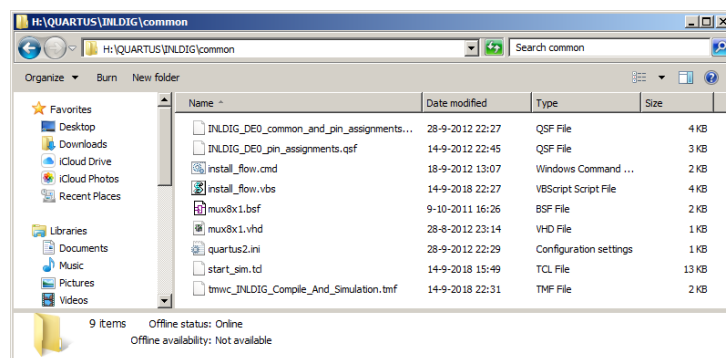 H:\QUARTUS\INLDIG\common
H:\QUARTUS\INLDIG\common Search common
Organize Burn New folder
Favorites
Desktop
Downloads
iCloud Drive
iCloud Photos
Recent Places
Libraries
Documents
Music
Pictures
Videos
Name Date modified Type Size
INLDIG_DE0_common_and_pin_assignments... 28-9-2012 22:27 QSF File 4 KB
INLDIG_DE0_pin_assignments.qsf 14-9-2012 22:45 QSF File 3 KB
install_flow.cmd 18-9-2012 13:07 Windows Command ... 2 KB
install_flow.vbs 14-9-2018 22:27 VBScript Script File 4 KB
mux8x1.bsf 9-10-2011 16:26 BSF File 2 KB
mux8x1.vhd 28-8-2012 23:14 VHD File 1 KB
quartus2.ini 28-9-2012 22:29 Configuration settings 1 KB
start_sim.tcl 14-9-2018 15:49 TCL File 13 KB
tmwc_INLDIG_Compile_And_Simulation.tmf 14-9-2018 22:31 TMF File 2 KB
9 items Offline status: Online
Offline availability: Not available